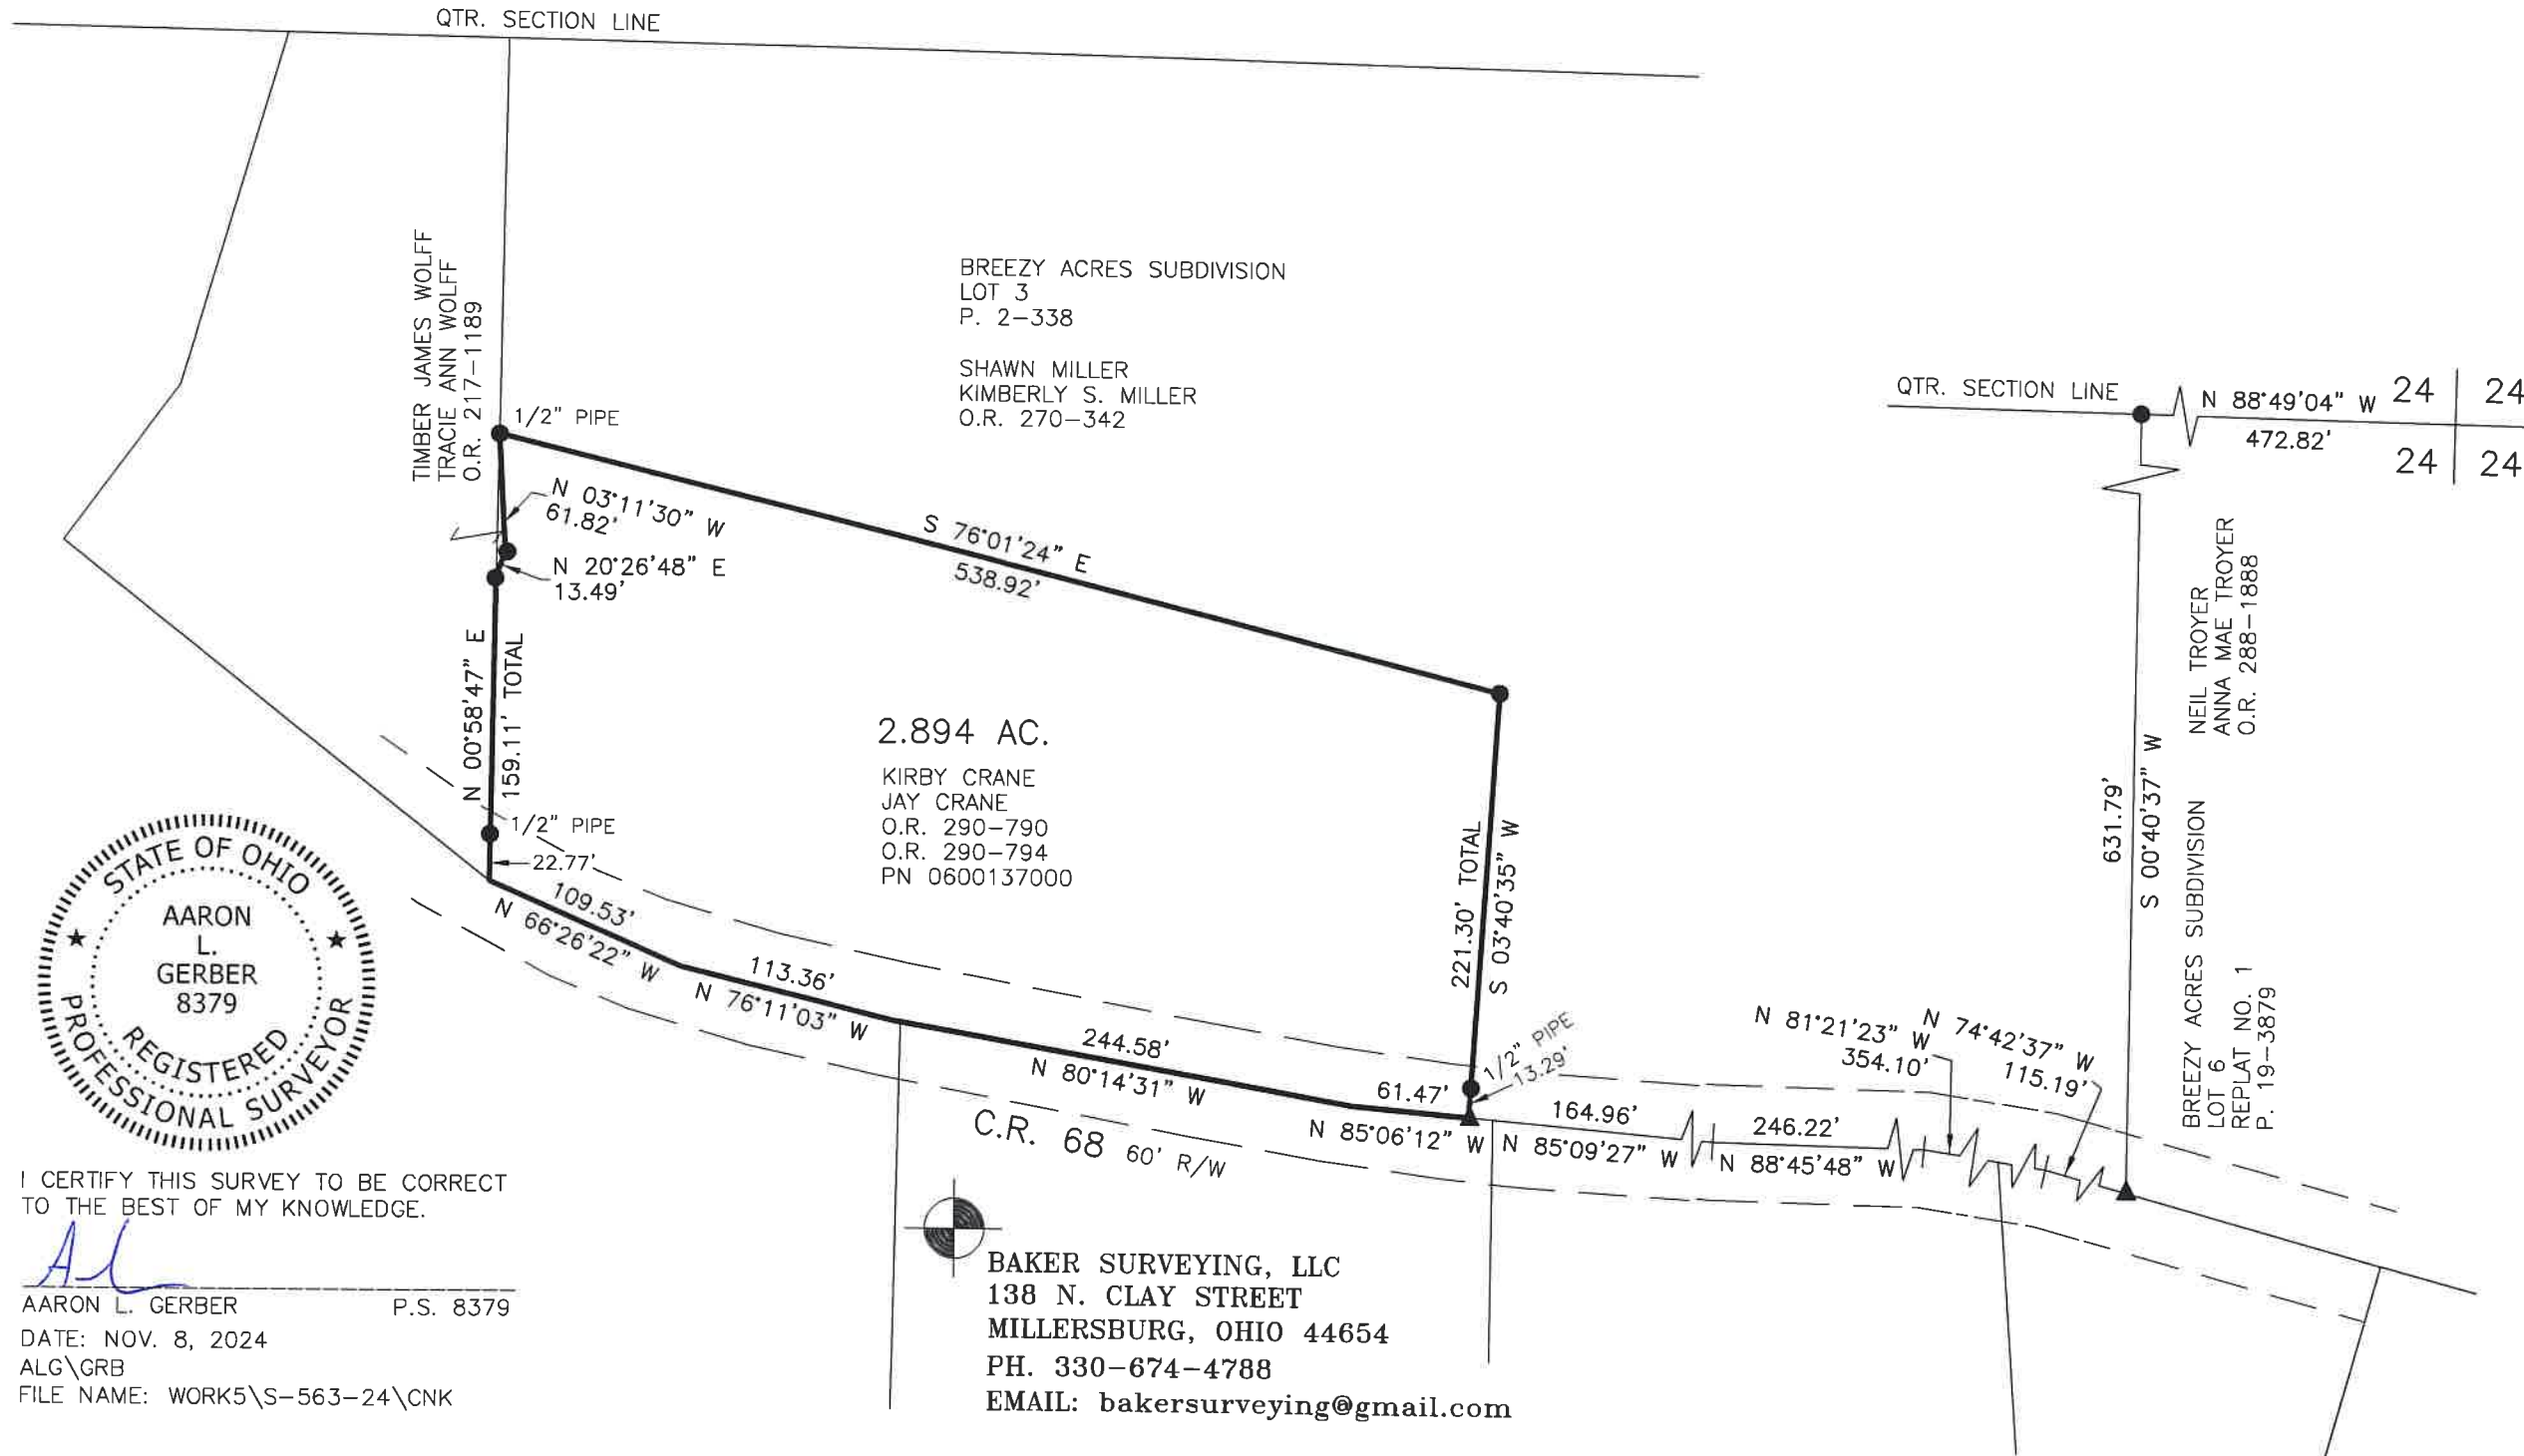 QTR. SECTION LINE
TIMBER JAMES WOLFF
TRACIE ANN WOLFF
O.R. 217-1189
BREEZY ACRES SUBDIVISION
LOT 3
P. 2-338
SHAWN MILLER
KIMBERLY S. MILLER
O.R. 270-342
QTR. SECTION LINE
N 88°49'04" W
472.82'
24 24
24 24
1/2" PIPE
N 03°11'30" W
61.82'
N 20°26'48" E
13.49'
S 76°01'24" E
538.92'
N 00°58'47" E
159.11' TOTAL
1/2" PIPE
22.77'
2.894 AC.
KIRBY CRANE
JAY CRANE
O.R. 290-790
O.R. 290-794
PN 0600137000
221.30' TOTAL
S 03°40'35" W
631.79'
S 00°40'37" W
NEIL TROYER
ANNA MAE TROYER
O.R. 288-1888
BREEZY ACRES SUBDIVISION
LOT 6
REPLAT NO. 1
P. 19-3879
109.53'
N 66°26'22" W
113.36'
N 76°11'03" W
244.58'
N 80°14'31" W
61.47'
N 85°06'12" W
1/2" PIPE
13.29'
164.96'
N 85°09'27" W
246.22'
N 88°45'48" W
N 81°21'23" W
354.10'
N 74°42'37" W
115.19'
C.R. 68 60' R/W
STATE OF OHIO
AARON
L.
GERBER
8379
REGISTERED
PROFESSIONAL SURVEYOR
I CERTIFY THIS SURVEY TO BE CORRECT
TO THE BEST OF MY KNOWLEDGE.
AARON L. GERBER P.S. 8379
DATE: NOV. 8, 2024
ALG\GRB
FILE NAME: WORK5\S-563-24\CNK
BAKER SURVEYING, LLC
138 N. CLAY STREET
MILLERSBURG, OHIO 44654
PH. 330-674-4788
EMAIL: bakersurveying@gmail.com